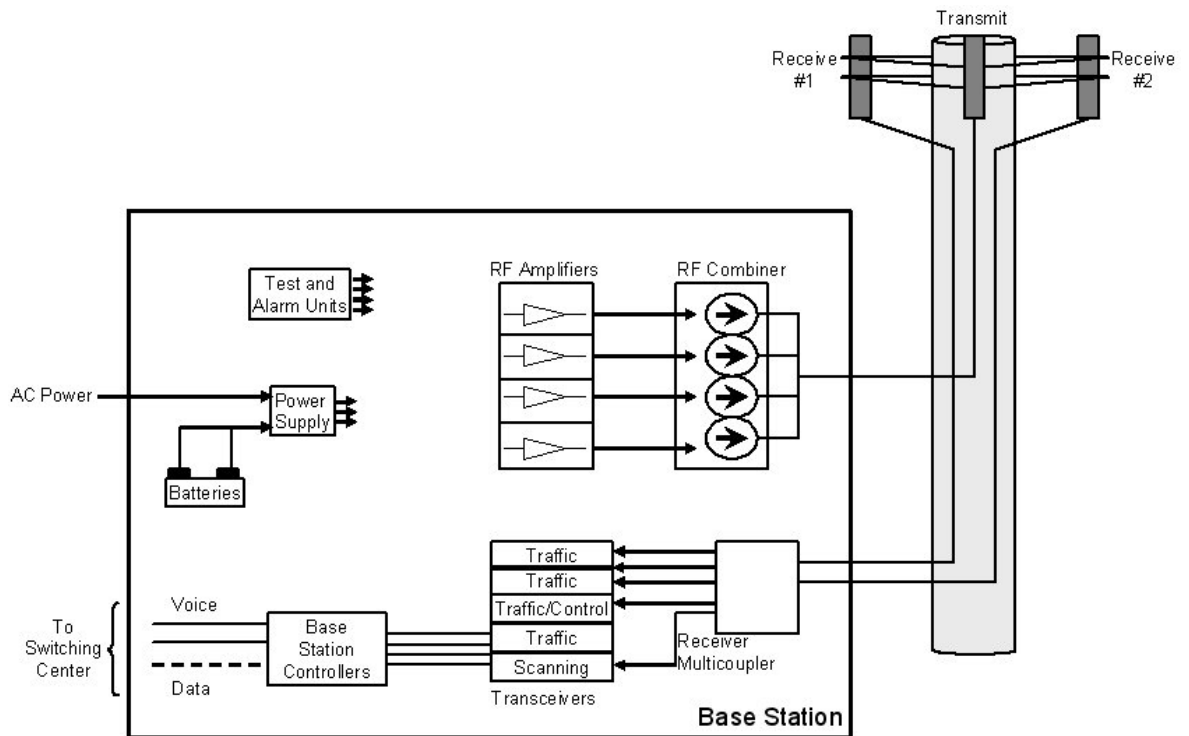 Transmit
Receive
#1
Receive
#2
RF Amplifiers
RF Combiner
Test and
Alarm Units
AC Power
Power
Supply
Batteries
Traffic
Traffic
Traffic/Control
Traffic
Scanning
Transceivers
Receiver
Multicoupler
Voice
To
Switching
Center
Data
Base
Station
Controllers
Base Station